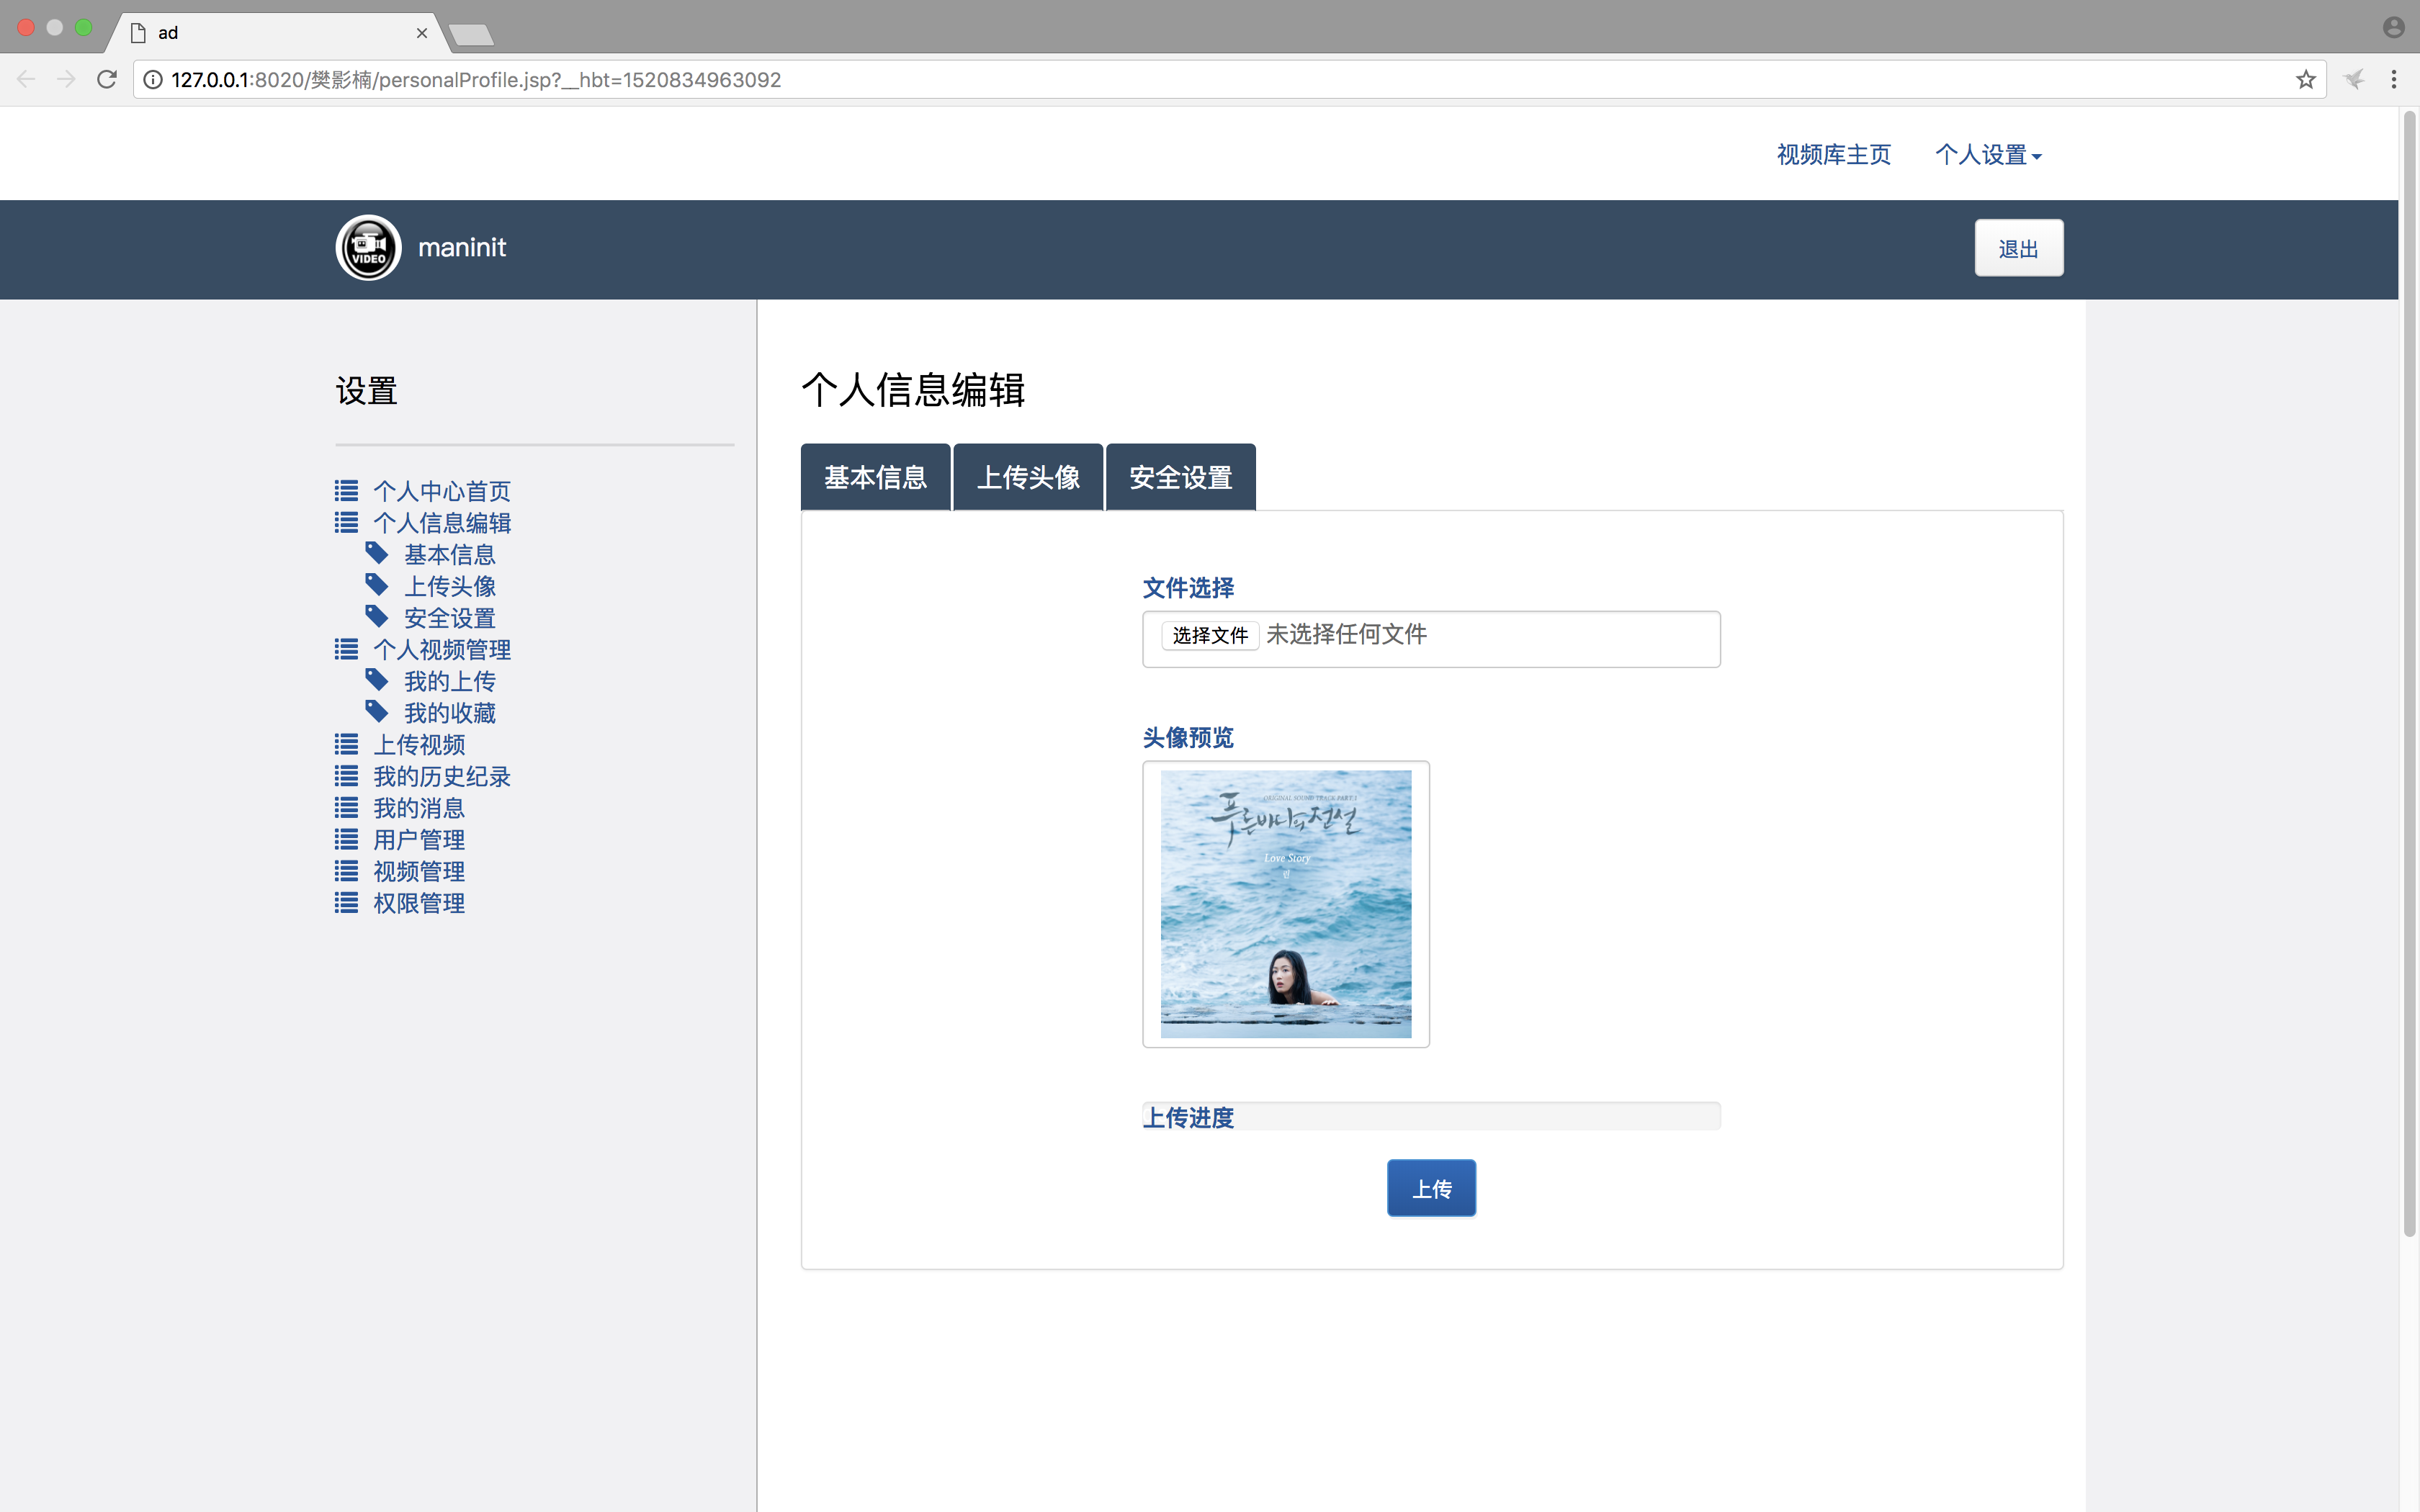 ad
127.0.0.1:8020/樊影楠/personalProfile.jsp?__hbt=1520834963092
视频库主页 个人设置
VIDEO maninit 退出
设置
个人中心首页
个人信息编辑
基本信息
上传头像
安全设置
个人视频管理
我的上传
我的收藏
上传视频
我的历史纪录
我的消息
用户管理
视频管理
权限管理
个人信息编辑
基本信息 上传头像 安全设置
文件选择
选择文件 未选择任何文件
头像预览
ORIGINAL SOUND TRACK PART.1
푸른 바다의 전설
Love Story
린
上传进度
上传